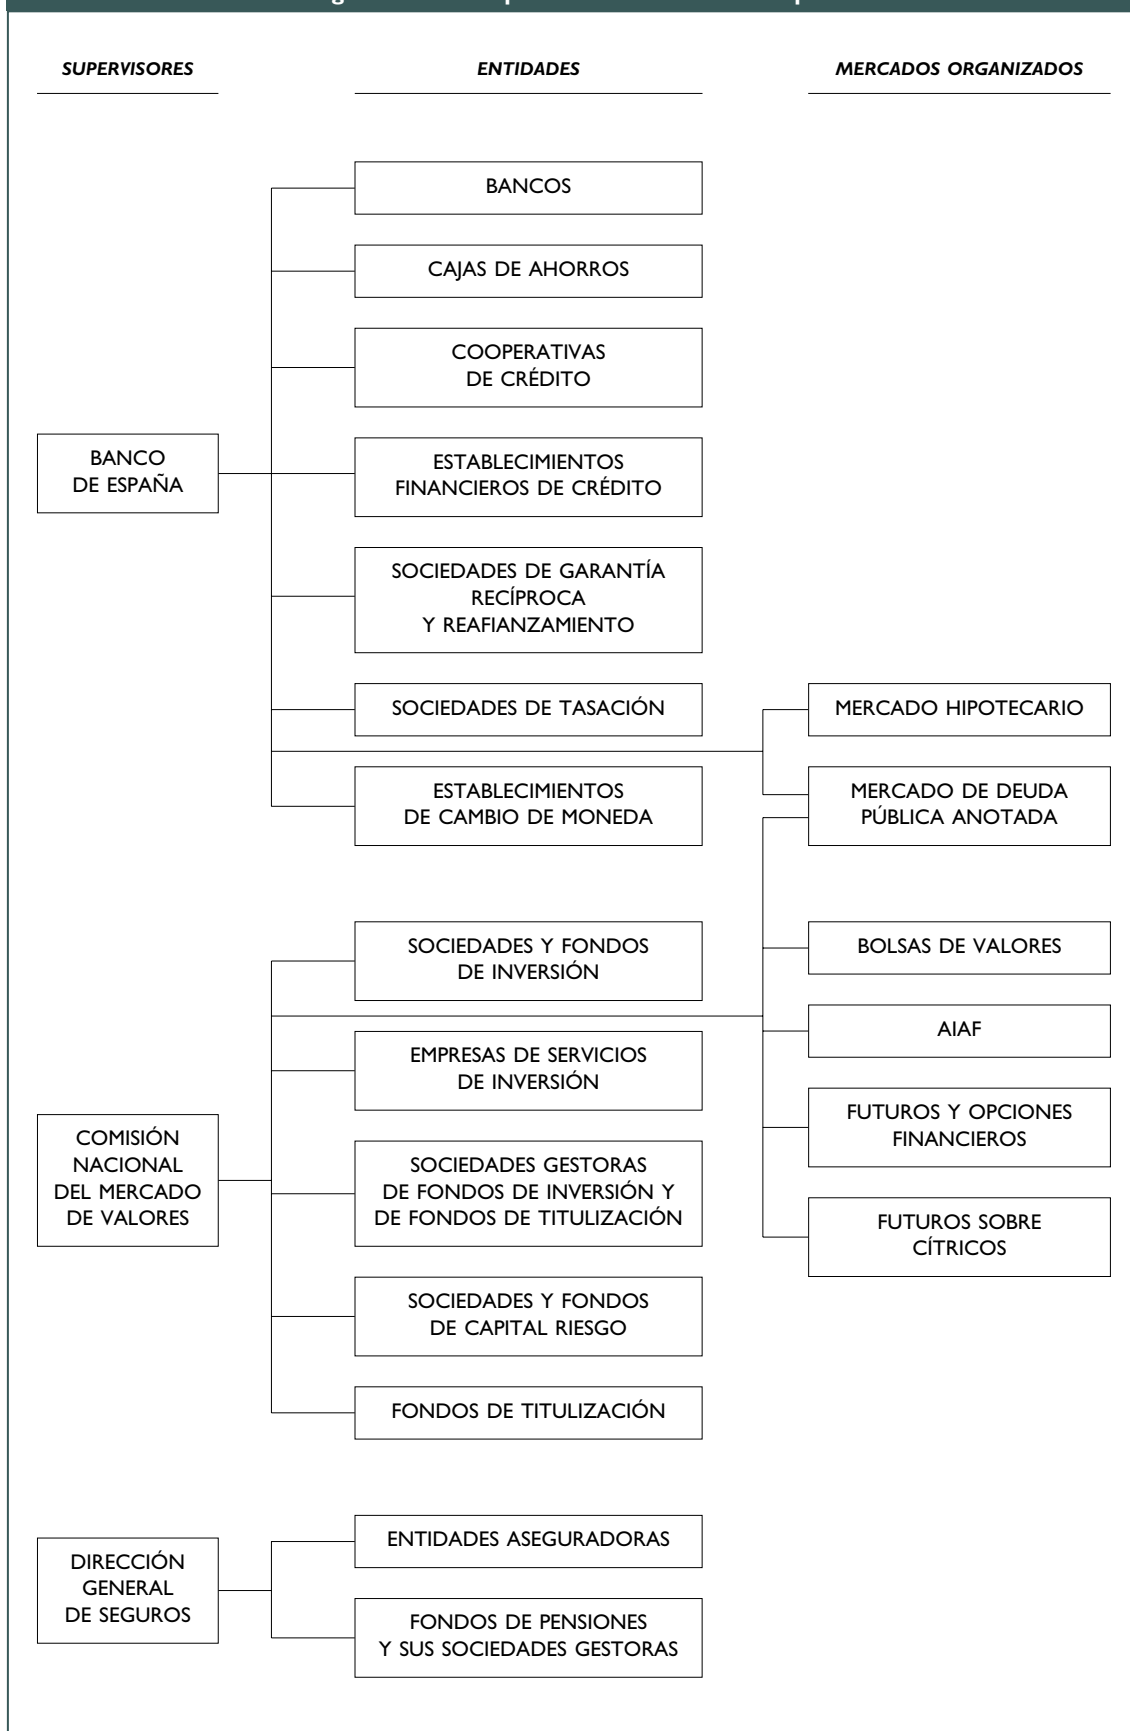 SUPERVISORES
ENTIDADES
MERCADOS ORGANIZADOS
BANCOS
CAJAS DE AHORROS
COOPERATIVAS
DE CRÉDITO
BANCO
DE ESPAÑA
ESTABLECIMIENTOS
FINANCIEROS DE CRÉDITO
SOCIEDADES DE GARANTÍA
RECÍPROCA
Y REAFIANZAMIENTO
SOCIEDADES DE TASACIÓN
MERCADO HIPOTECARIO
ESTABLECIMIENTOS
DE CAMBIO DE MONEDA
MERCADO DE DEUDA
PÚBLICA ANOTADA
SOCIEDADES Y FONDOS
DE INVERSIÓN
BOLSAS DE VALORES
AIAF
EMPRESAS DE SERVICIOS
DE INVERSIÓN
FUTUROS Y OPCIONES
FINANCIEROS
COMISIÓN
NACIONAL
DEL MERCADO
DE VALORES
SOCIEDADES GESTORAS
DE FONDOS DE INVERSIÓN Y
DE FONDOS DE TITULIZACIÓN
FUTUROS SOBRE
CÍTRICOS
SOCIEDADES Y FONDOS
DE CAPITAL RIESGO
FONDOS DE TITULIZACIÓN
DIRECCIÓN
GENERAL
DE SEGUROS
ENTIDADES ASEGURADORAS
FONDOS DE PENSIONES
Y SUS SOCIEDADES GESTORAS